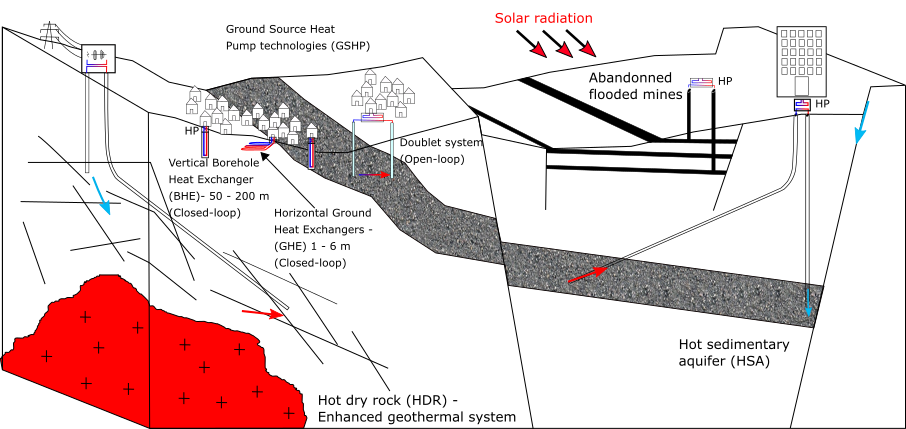 Solar radiation
Ground Source Heat
Pump technologies (GSHP)
Abandonned
flooded mines
HP
HP
HP
Doublet system
(Open-loop)
Vertical Borehole
Heat Exchanger
(BHE)- 50 - 200 m
(Closed-loop)
Horizontal Ground
Heat Exchangers -
(GHE) 1 - 6 m
(Closed-loop)
Hot sedimentary
aquifer (HSA)
Hot dry rock (HDR) -
Enhanced geothermal system